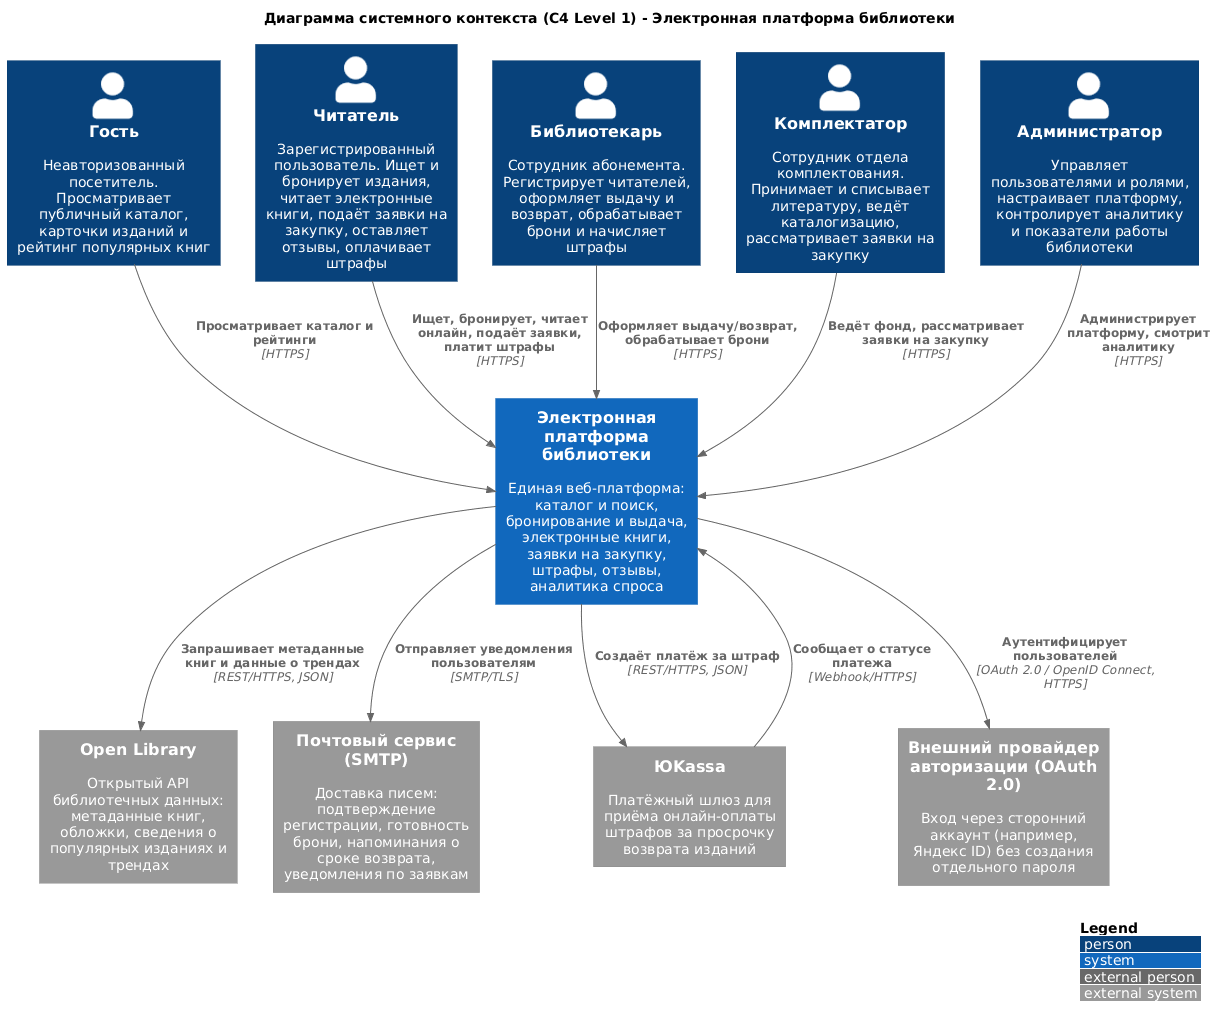 Диаграмма системного контекста (C4 Level 1) - Электронная платформа библиотеки
Гость
Неавторизованный
посетитель.
Просматривает
публичный каталог,
карточки изданий и
рейтинг популярных книг
Читатель
Зарегистрированный
пользователь. Ищет и
бронирует издания,
читает электронные
книги, подаёт заявки на
закупку, оставляет
отзывы, оплачивает
штрафы
Библиотекарь
Сотрудник абонемента.
Регистрирует читателей,
оформляет выдачу и
возврат, обрабатывает
брони и начисляет
штрафы
Комплектатор
Сотрудник отдела
комплектования.
Принимает и списывает
литературу, ведёт
каталогизацию,
рассматривает заявки на
закупку
Администратор
Управляет
пользователями и ролями,
настраивает платформу,
контролирует аналитику
и показатели работы
библиотеки
Просматривает каталог и
рейтинги
[HTTPS]
Ищет, бронирует, читает
онлайн, подаёт заявки,
платит штрафы
[HTTPS]
Оформляет выдачу/возврат,
обрабатывает брони
[HTTPS]
Ведёт фонд, рассматривает
заявки на закупку
[HTTPS]
Администрирует
платформу, смотрит
аналитику
[HTTPS]
Электронная
платформа
библиотеки
Единая веб-платформа:
каталог и поиск,
бронирование и выдача,
электронные книги,
заявки на закупку,
штрафы, отзывы,
аналитика спроса
Запрашивает метаданные
книг и данные о трендах
[REST/HTTPS, JSON]
Отправляет уведомления
пользователям
[SMTP/TLS]
Создаёт платёж за штраф
[REST/HTTPS, JSON]
Сообщает о статусе
платежа
[Webhook/HTTPS]
Аутентифицирует
пользователей
[OAuth 2.0 / OpenID Connect,
HTTPS]
Open Library
Открытый API
библиотечных данных:
метаданные книг,
обложки, сведения о
популярных изданиях и
трендах
Почтовый сервис
(SMTP)
Доставка писем:
подтверждение
регистрации, готовность
брони, напоминания о
сроке возврата,
уведомления по заявкам
ЮKassa
Платёжный шлюз для
приёма онлайн-оплаты
штрафов за просрочку
возврата изданий
Внешний провайдер
авторизации (OAuth
2.0)
Вход через сторонний
аккаунт (например,
Яндекс ID) без создания
отдельного пароля
Legend
person
system
external person
external system